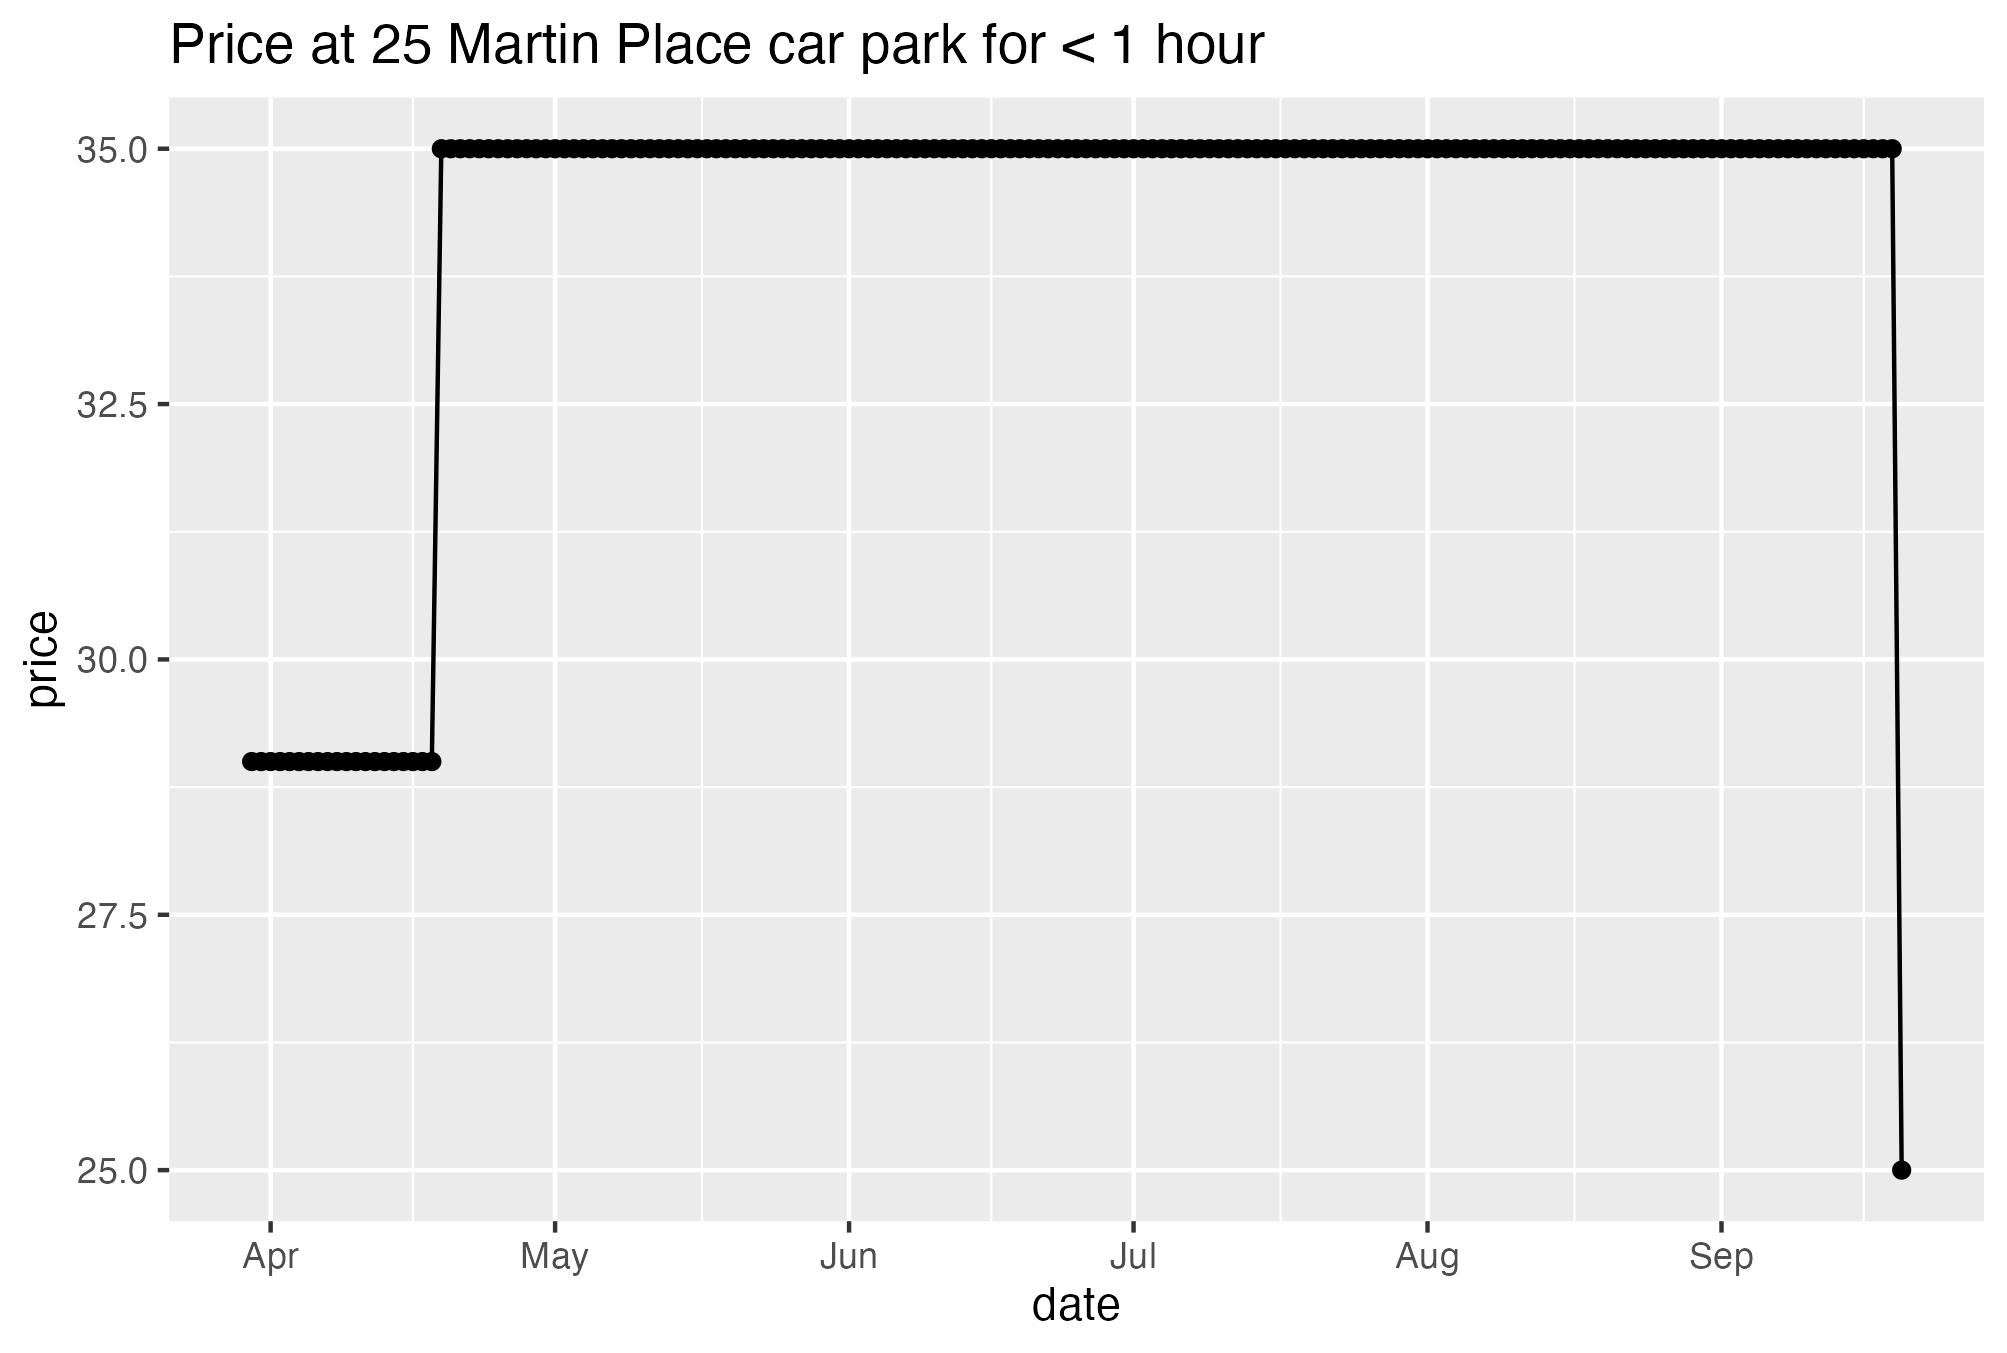 Price at 25 Martin Place car park for < 1 hour
35.0
32.5
30.0
27.5
25.0
price
Apr May Jun Jul Aug Sep
date